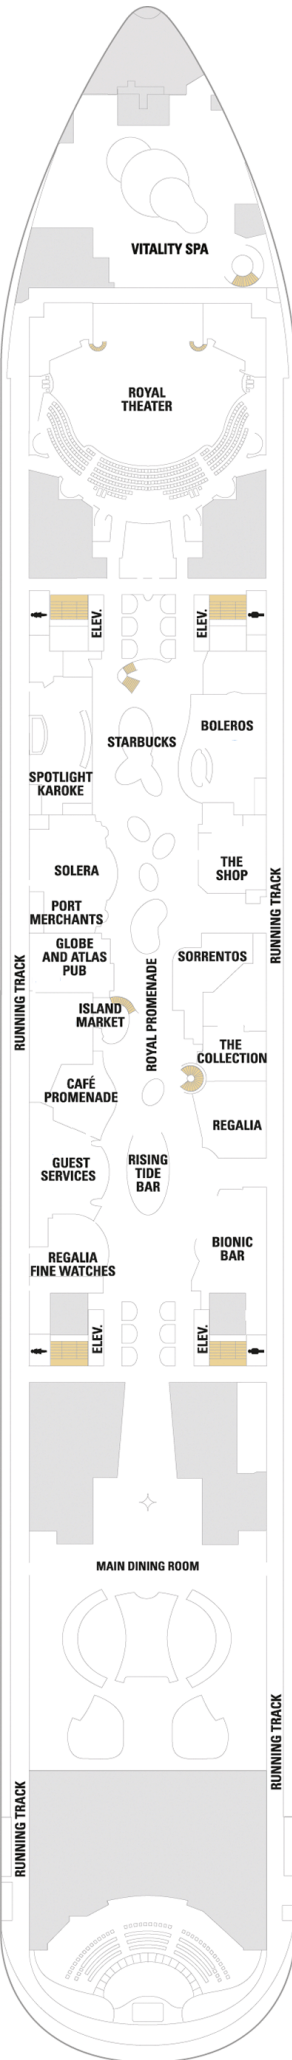 VITALITY SPA
ROYAL
THEATER
ELEV.
ELEV.
BOLEROS
STARBUCKS
SPOTLIGHT
KAROKE
THE
SHOP
SOLERA
PORT
MERCHANTS
RUNNING TRACK
GLOBE
AND ATLAS
PUB
SORRENTOS
RUNNING TRACK
ROYAL PROMENADE
ISLAND
MARKET
THE
COLLECTION
CAFÉ
PROMENADE
REGALIA
GUEST
SERVICES
RISING
TIDE
BAR
BIONIC
BAR
REGALIA
FINE WATCHES
ELEV.
ELEV.
MAIN DINING ROOM
RUNNING TRACK
RUNNING TRACK